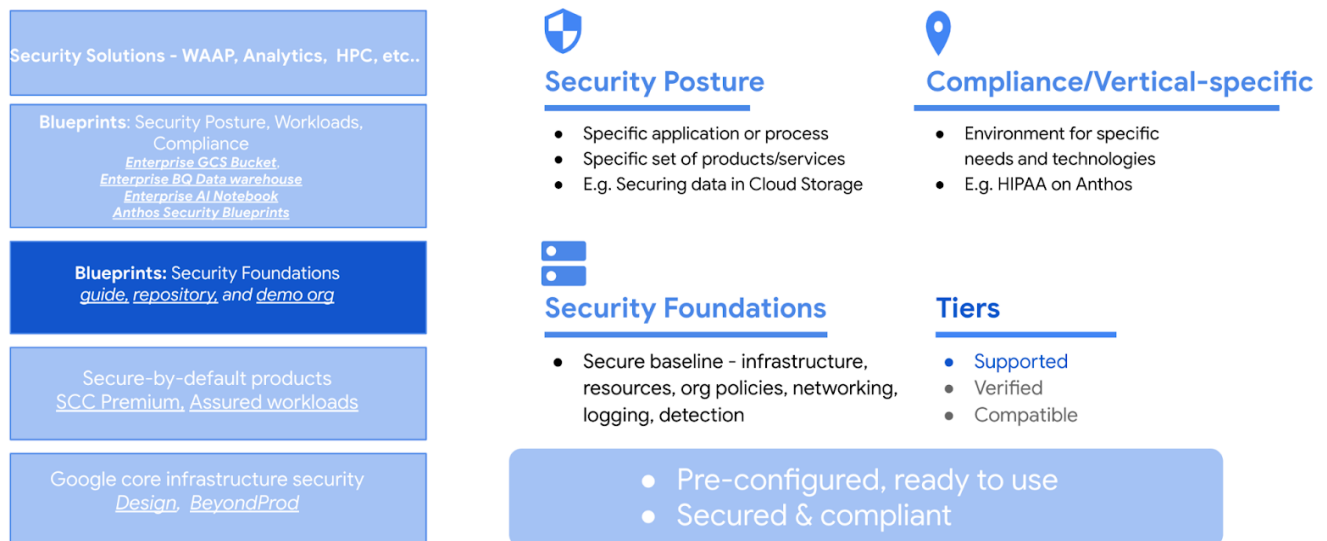 Security Solutions - WAAP, Analytics, HPC, etc..
Blueprints: Security Posture, Workloads,
Compliance
Enterprise GCS Bucket,
Enterprise BQ Data warehouse
Enterprise AI Notebook
Anthos Security Blueprints
Blueprints: Security Foundations
guide, repository, and demo org
Secure-by-default products
SCC Premium, Assured workloads
Google core infrastructure security
Design, BeyondProd
Security Posture
● Specific application or process
● Specific set of products/services
● E.g. Securing data in Cloud Storage
Compliance/Vertical-specific
● Environment for specific
needs and technologies
● E.g. HIPAA on Anthos
Security Foundations
● Secure baseline - infrastructure,
resources, org policies, networking,
logging, detection
Tiers
● Supported
● Verified
● Compatible
● Pre-configured, ready to use
● Secured & compliant